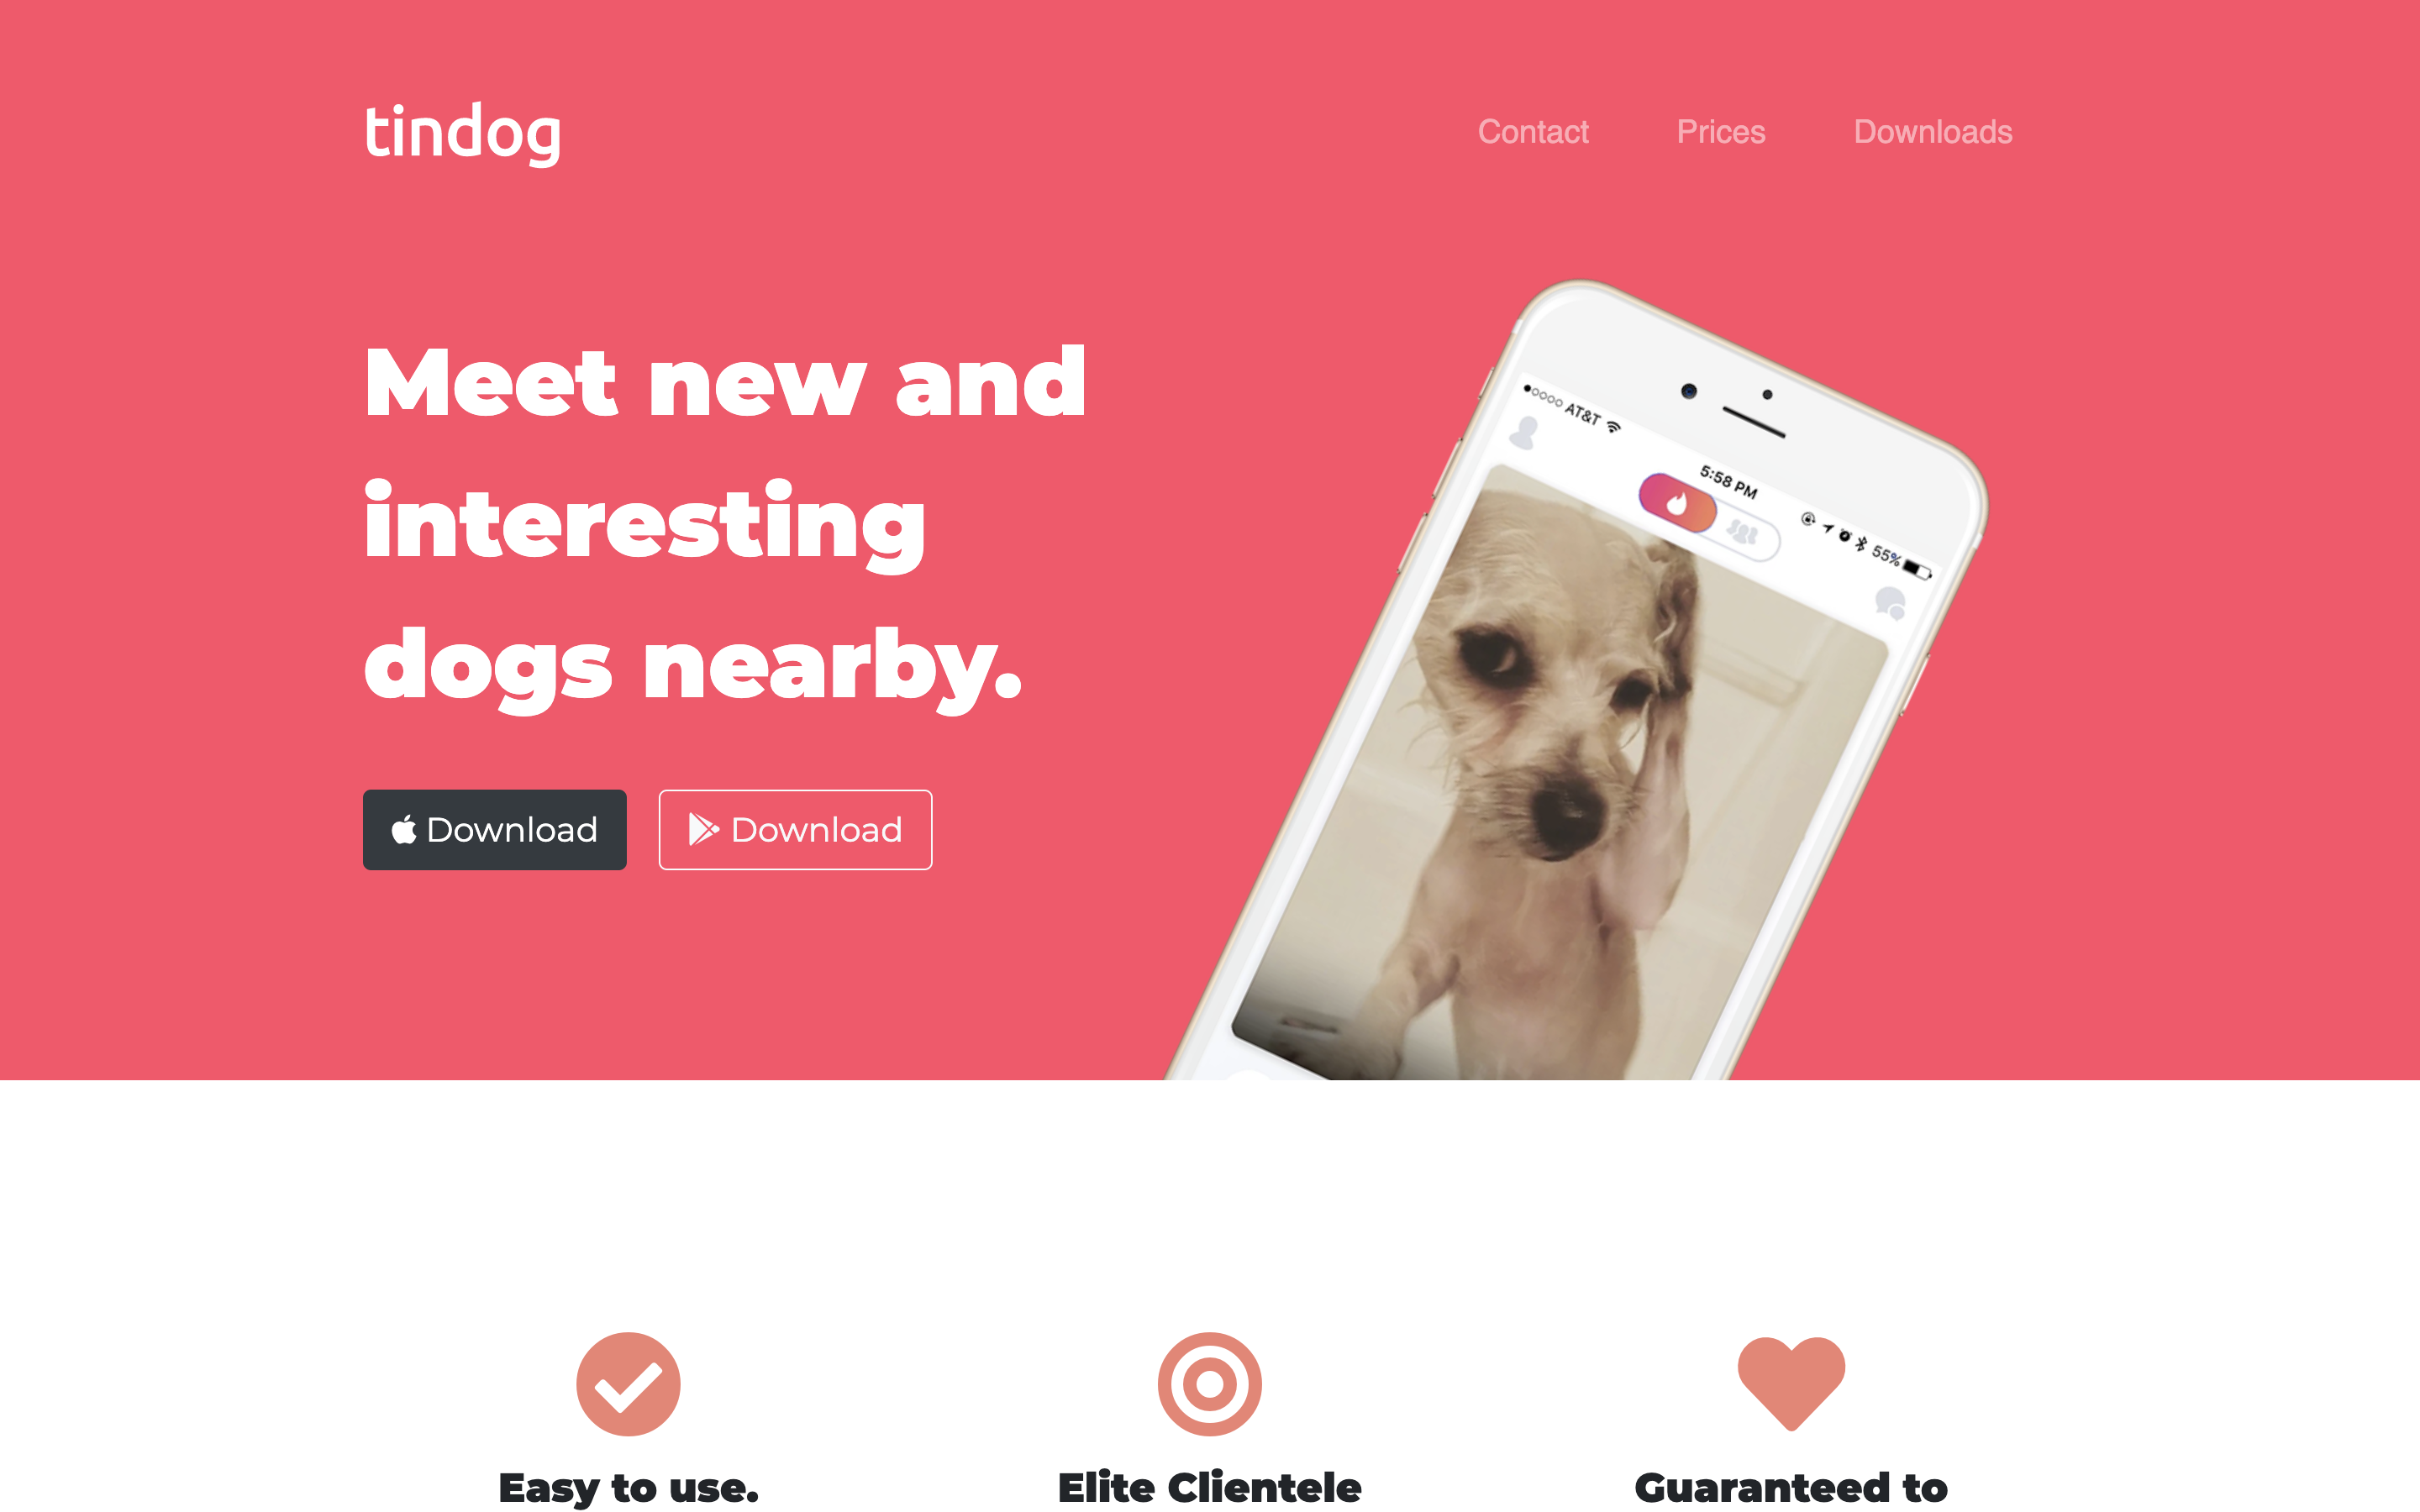 tindog
Contact Prices Downloads
Meet new and
interesting
dogs nearby.
Download Download
AT&T
5:58 PM
55%
Easy to use. Elite Clientele Guaranteed to